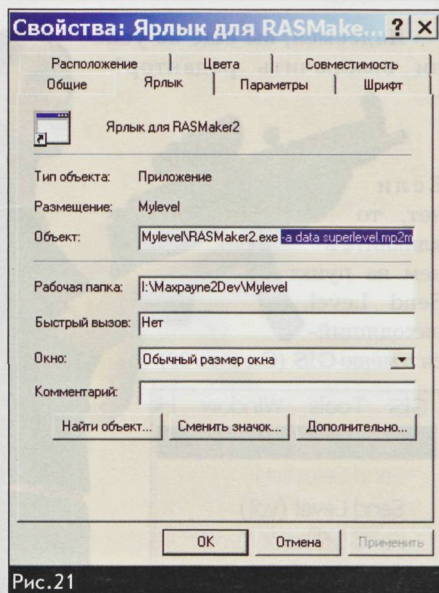 Свойства: Ярлык для RASMake...
Расположение Цвета Совместимость
Общие Ярлык Параметры Шрифт
Ярлык для RASMaker2
Тип объекта: Приложение
Размещение: Mylevel
Объект: Mylevel\RASMaker2.exe -a data superlevel.mp2m
Рабочая папка: I:\Maxpayne2Dev\Mylevel
Быстрый вызов: Нет
Окно: Обычный размер окна
Комментарий:
Найти объект... Сменить значок... Дополнительно...
OK Отмена Применить
Рис.21